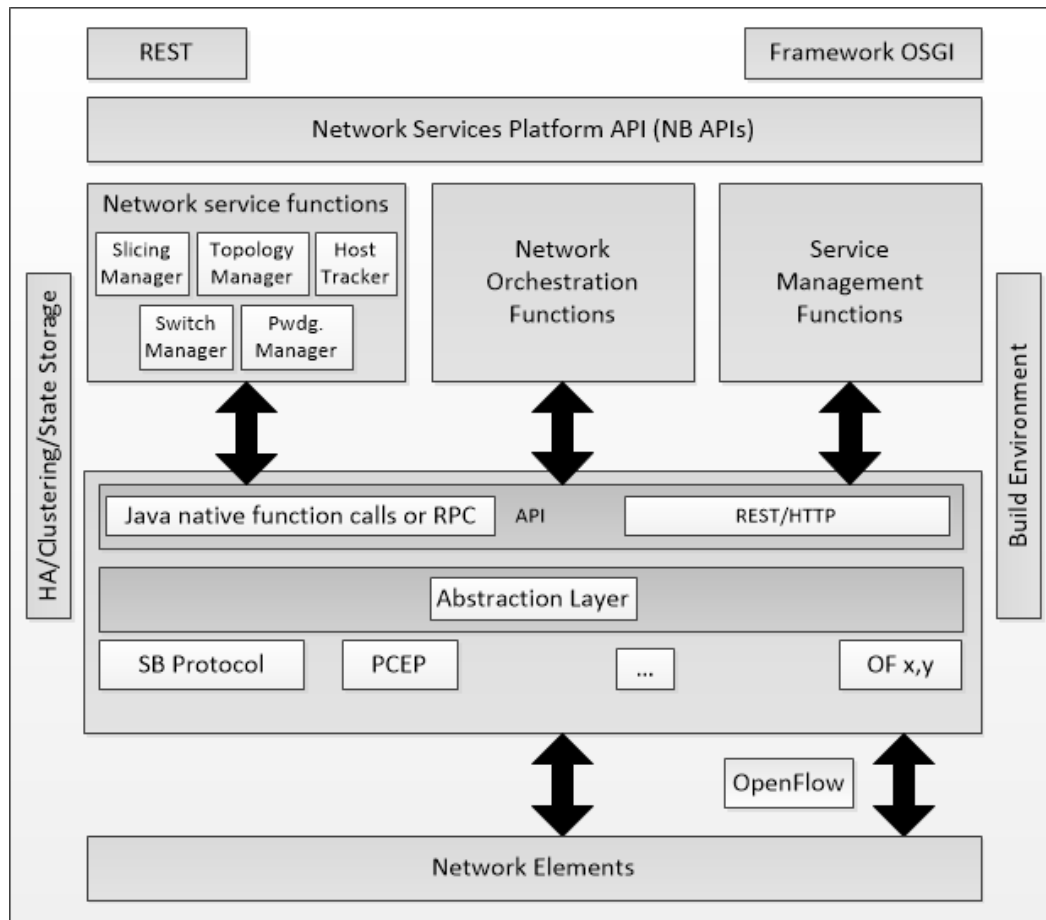 REST
Framework OSGI
Network Services Platform API (NB APIs)
Network service functions
Slicing
Manager
Topology
Manager
Host
Tracker
Switch
Manager
Pwdg.
Manager
Network
Orchestration
Functions
Service
Management
Functions
HA/Clustering/State Storage
Build Environment
Java native function calls or RPC
API
REST/HTTP
Abstraction Layer
SB Protocol
PCEP
...
OF x,y
OpenFlow
Network Elements